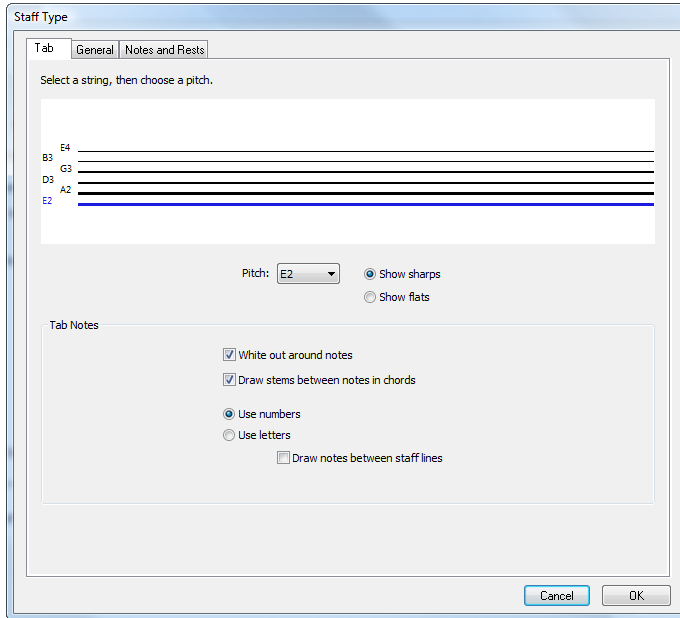 Staff Type
Tab General Notes and Rests
Select a string, then choose a pitch.
E4
B3
G3
D3
A2
E2
Pitch: E2 Show sharps
Show flats
Tab Notes
White out around notes
Draw stems between notes in chords
Use numbers
Use letters
Draw notes between staff lines
Cancel OK